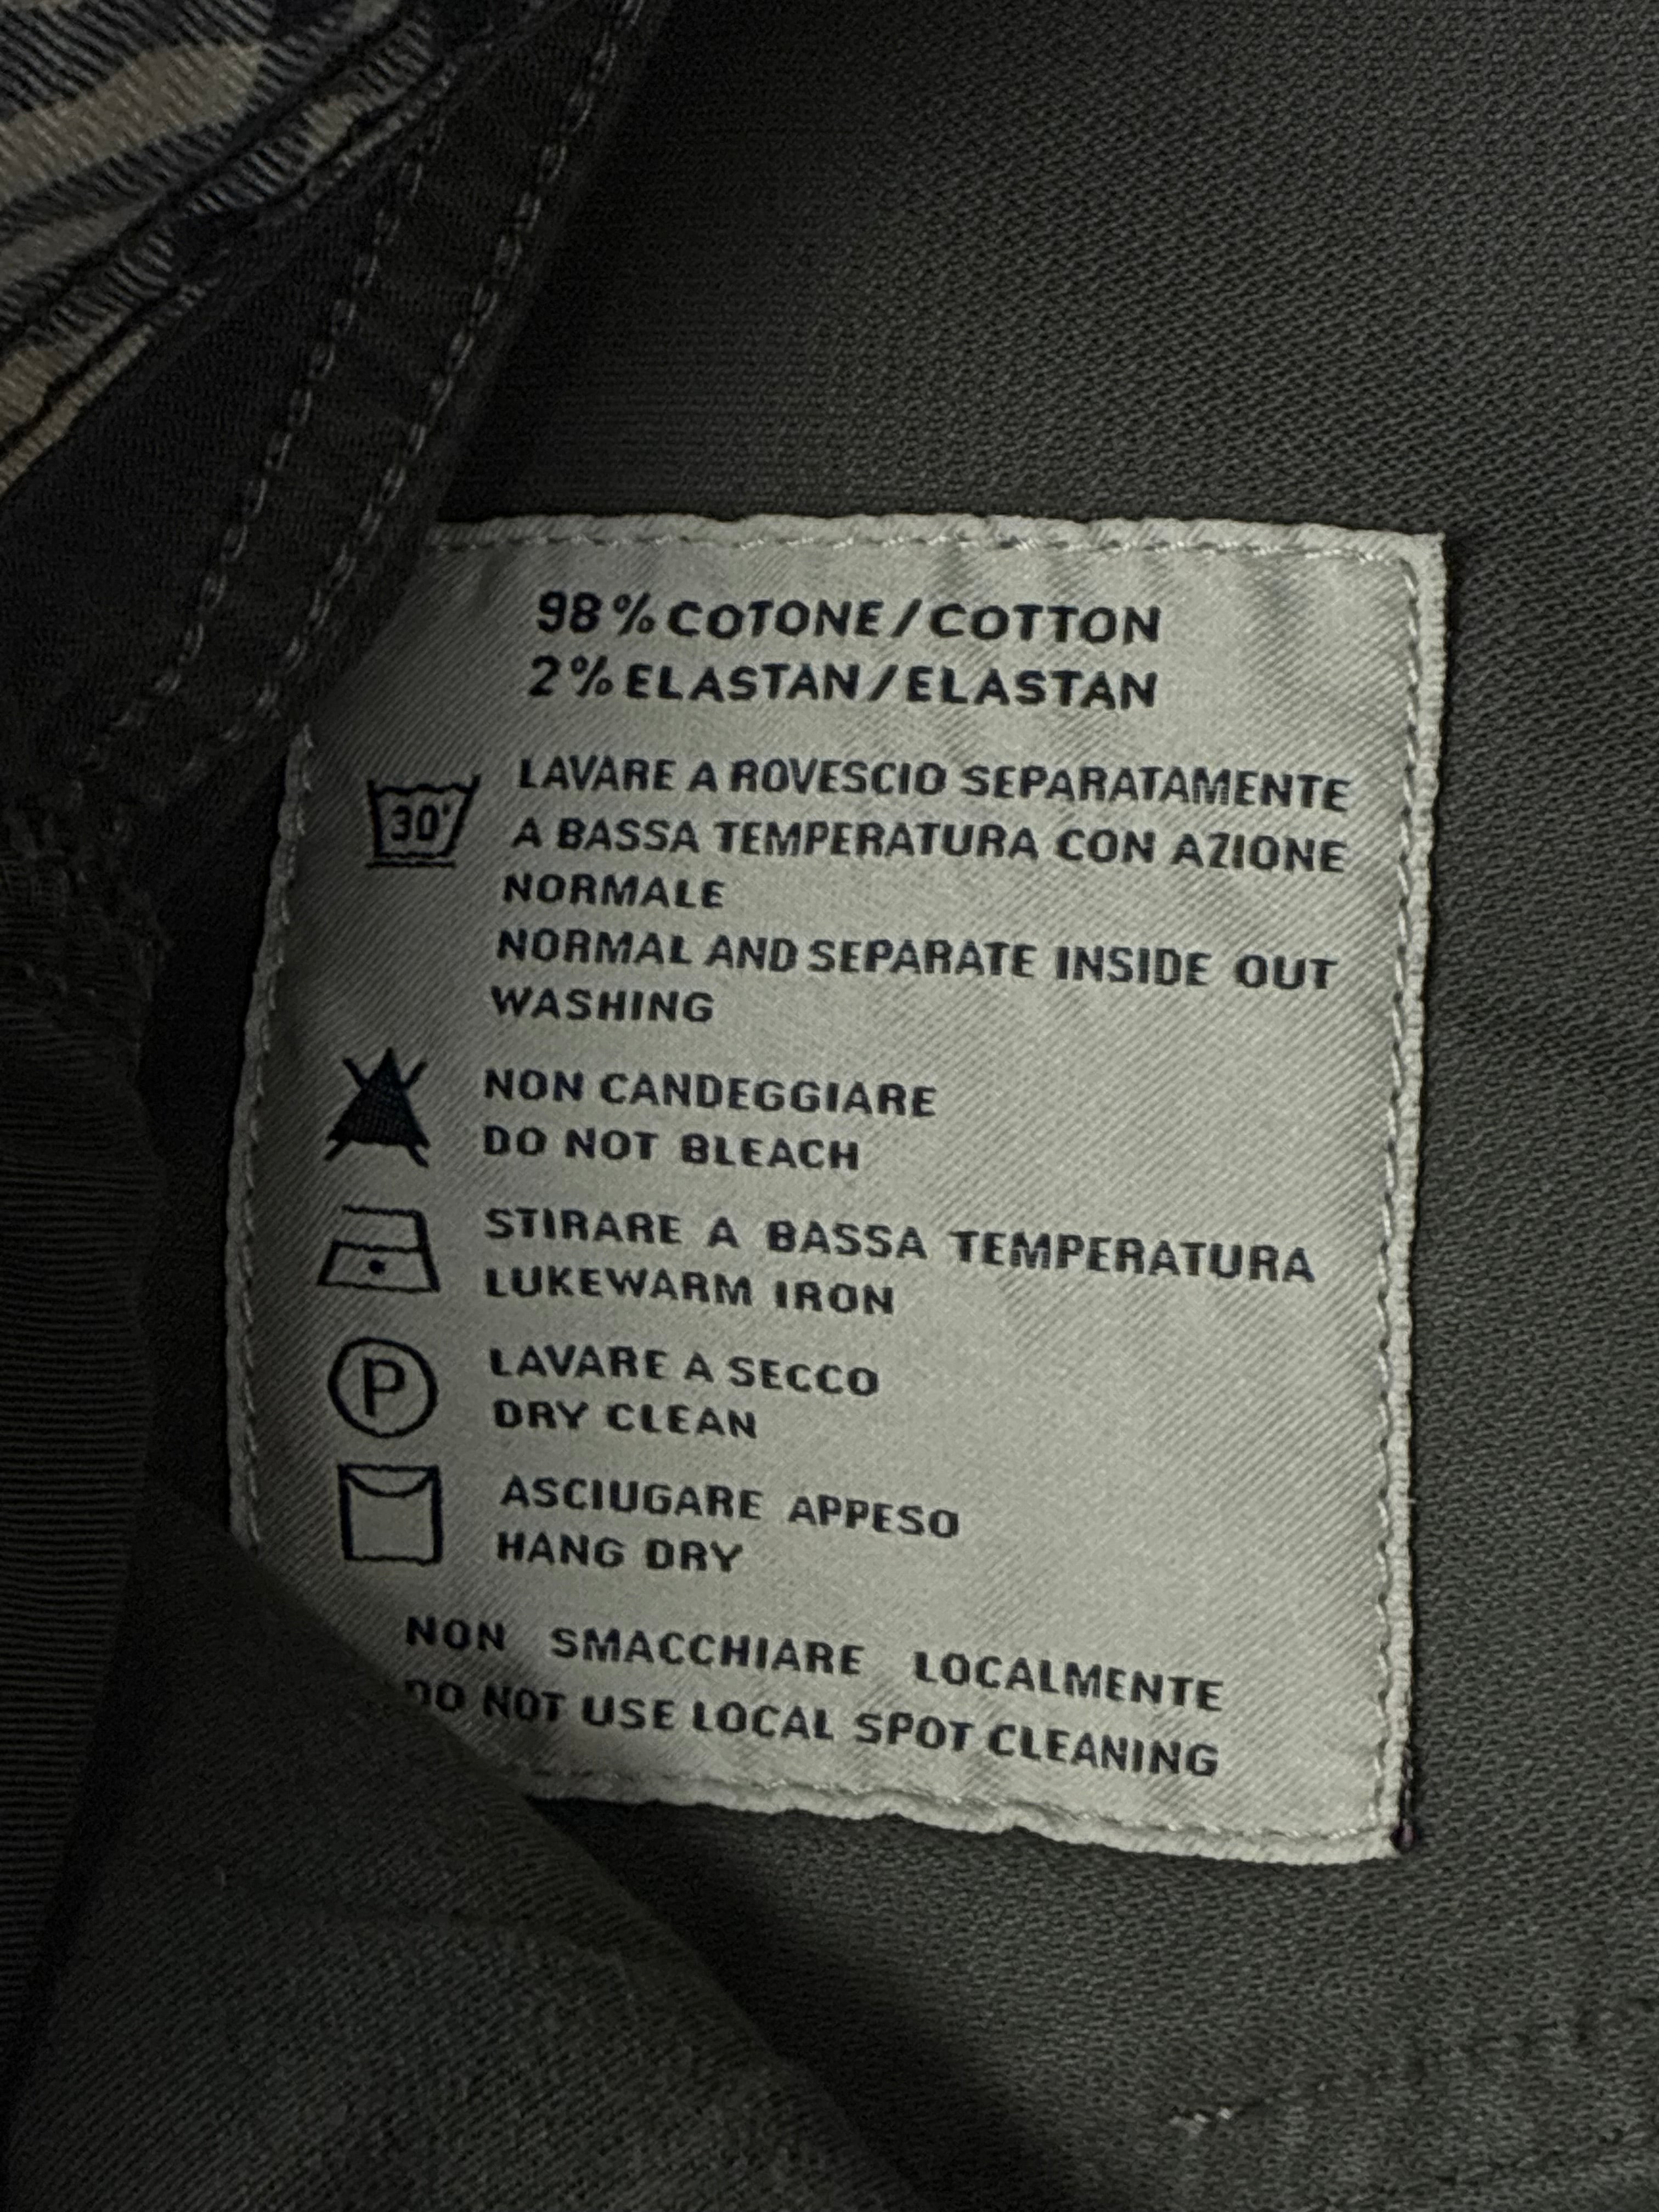 98% COTONE/COTTON
2% ELASTAN/ELASTAN
30°
LAVARE A ROVESCIO SEPARATAMENTE
A BASSA TEMPERATURA CON AZIONE
NORMALE
NORMAL AND SEPARATE INSIDE OUT
WASHING
NON CANDEGGIARE
DO NOT BLEACH
STIRARE A BASSA TEMPERATURA
LUKEWARM IRON
P
LAVARE A SECCO
DRY CLEAN
ASCIUGARE APPESO
HANG DRY
NON SMACCHIARE LOCALMENTE
DO NOT USE LOCAL SPOT CLEANING